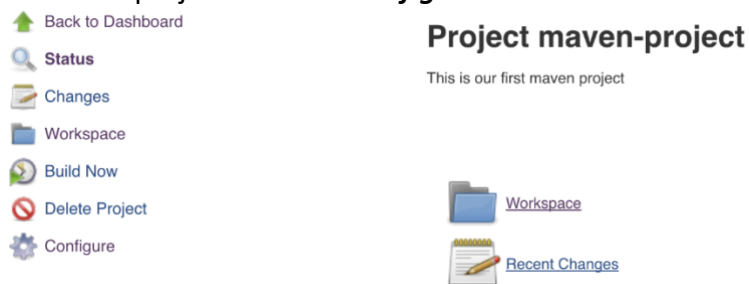 Back to Dashboard
Status
Changes
Workspace
Build Now
Delete Project
Configure
Project maven-project
This is our first maven project
Workspace
Recent Changes